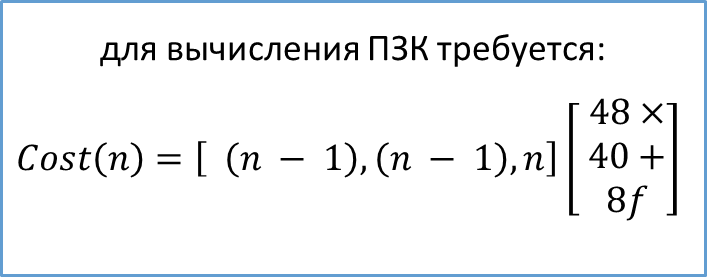 для вычисления ПЗК требуется:
48 ×
Cost(n) = [ (n − 1), (n − 1), n] 40 +
8f